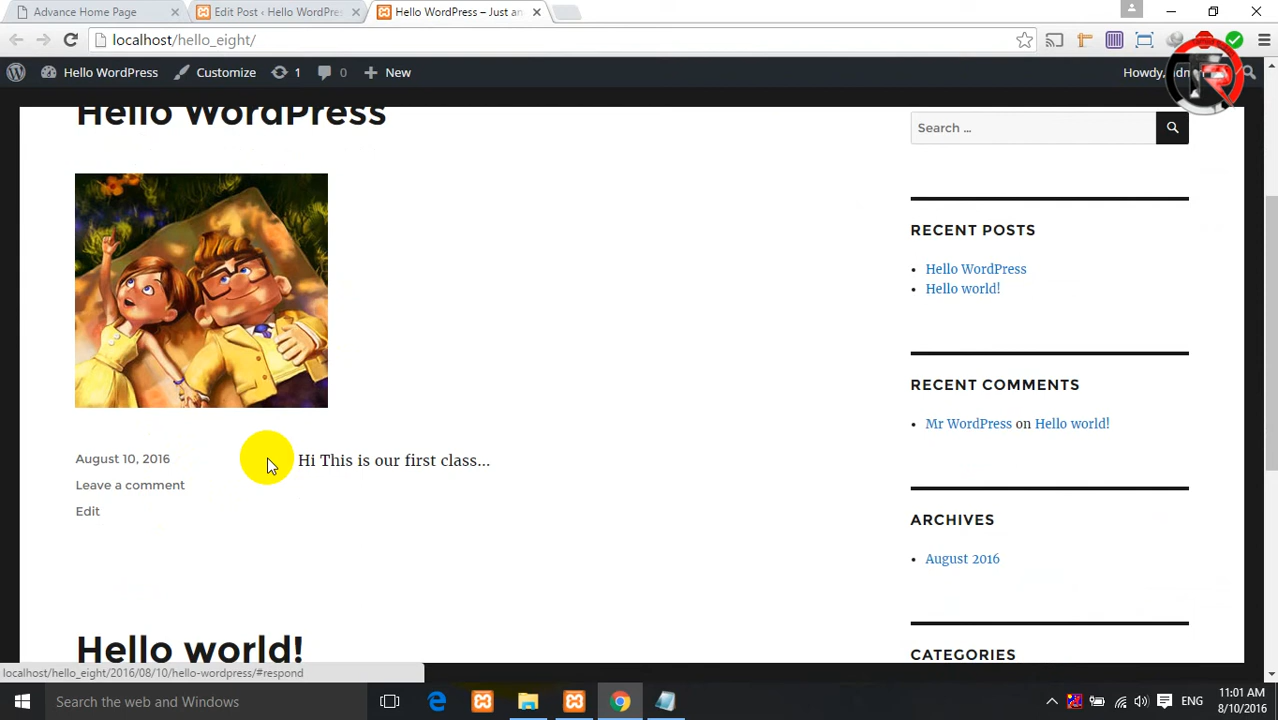 Advance Home Page
Edit Post ‹ Hello WordPre
Hello WordPress – Just an
localhost/hello_eight/
Hello WordPress
Customize
1
0
New
Howdy,
Hello WordPress
Search …
RECENT POSTS
Hello WordPress
Hello world!
RECENT COMMENTS
Mr WordPress on Hello world!
August 10, 2016
Hi This is our first class...
Leave a comment
Edit
ARCHIVES
August 2016
Hello world!
CATEGORIES
localhost/hello_eight/2016/08/10/hello-wordpress/#respond
Search the web and Windows
ENG
11:01 AM
8/10/2016